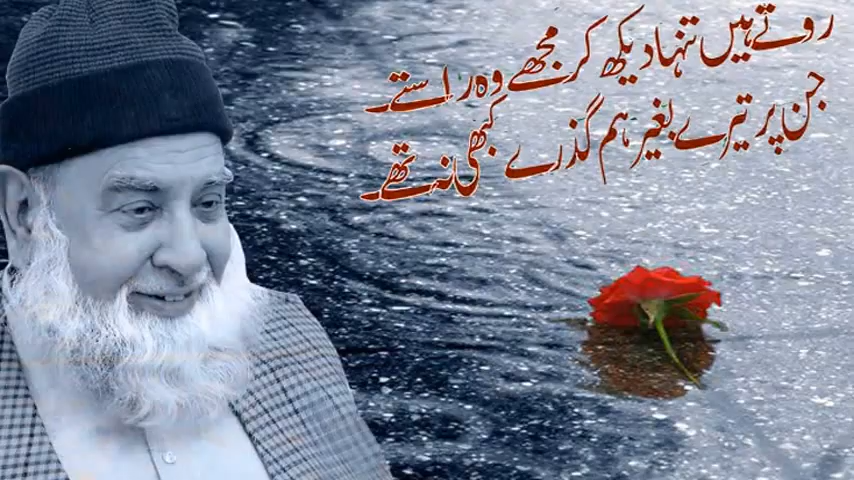 روتے ہیں تنہا دیکھ کر مجھے وہ راستے۔
جن پر تیرے بغیر ہم گذرے کبھی نہ تھے۔